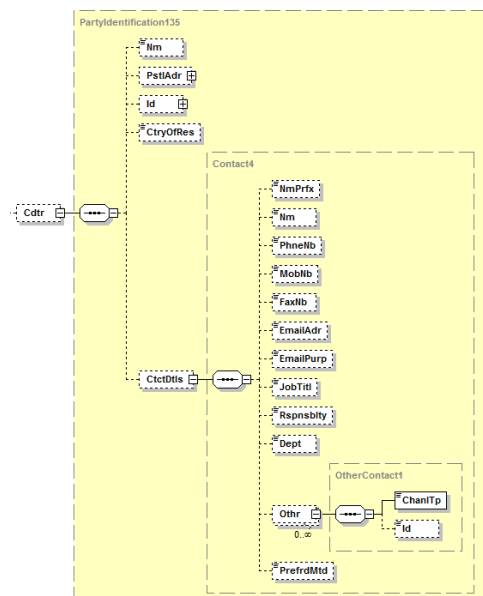 PartyIdentification135
Nm
PstlAdr
Id
CtryOfRes
Contact4
NmPrfx
Cdtr
Nm
PhneNb
MobNb
FaxNb
EmailAdr
EmailPurp
CtctDtls
JobTitl
Rspnsblty
Dept
OtherContact1
ChanlTp
Othr
Id
0..∞
PrefrdMtd